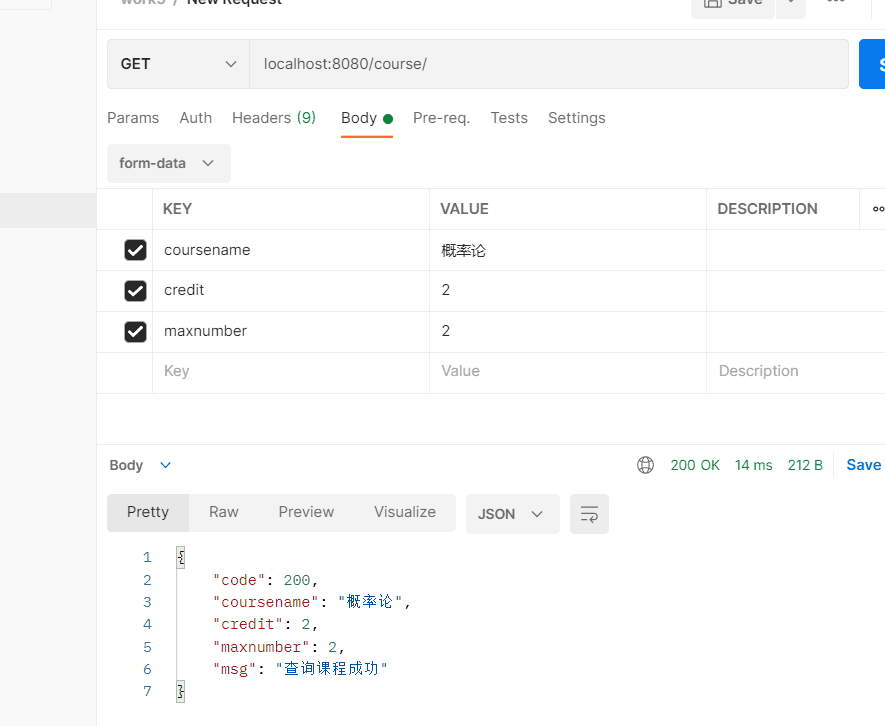 work5 / New Request
Save
GET
localhost:8080/course/
Params Auth Headers (9) Body Pre-req. Tests Settings
form-data
KEY VALUE DESCRIPTION
coursename 概率论
credit 2
maxnumber 2
Key Value Description
Body 200 OK 14 ms 212 B Save
Pretty Raw Preview Visualize JSON
1 {
2 "code": 200,
3 "coursename": "概率论",
4 "credit": 2,
5 "maxnumber": 2,
6 "msg": "查询课程成功"
7 }